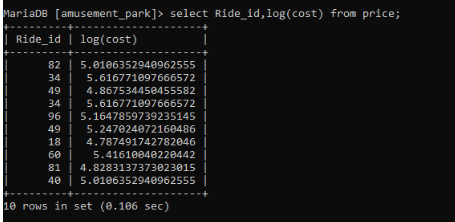 MariaDB [amusement_park]> select Ride_id,log(cost) from price;
+---------+--------------------+
| Ride_id | log(cost)          |
+---------+--------------------+
|      82 | 5.0106352940962555 |
|      34 |  5.616771097666572 |
|      49 |  4.867534450455582 |
|      34 |  5.616771097666572 |
|      96 | 5.1647859739235145 |
|      49 |  5.247024072160486 |
|      18 |  4.787491742782046 |
|      60 |   5.41610040220442 |
|      81 | 4.8283137373023015 |
|      40 | 5.0106352940962555 |
+---------+--------------------+
10 rows in set (0.106 sec)